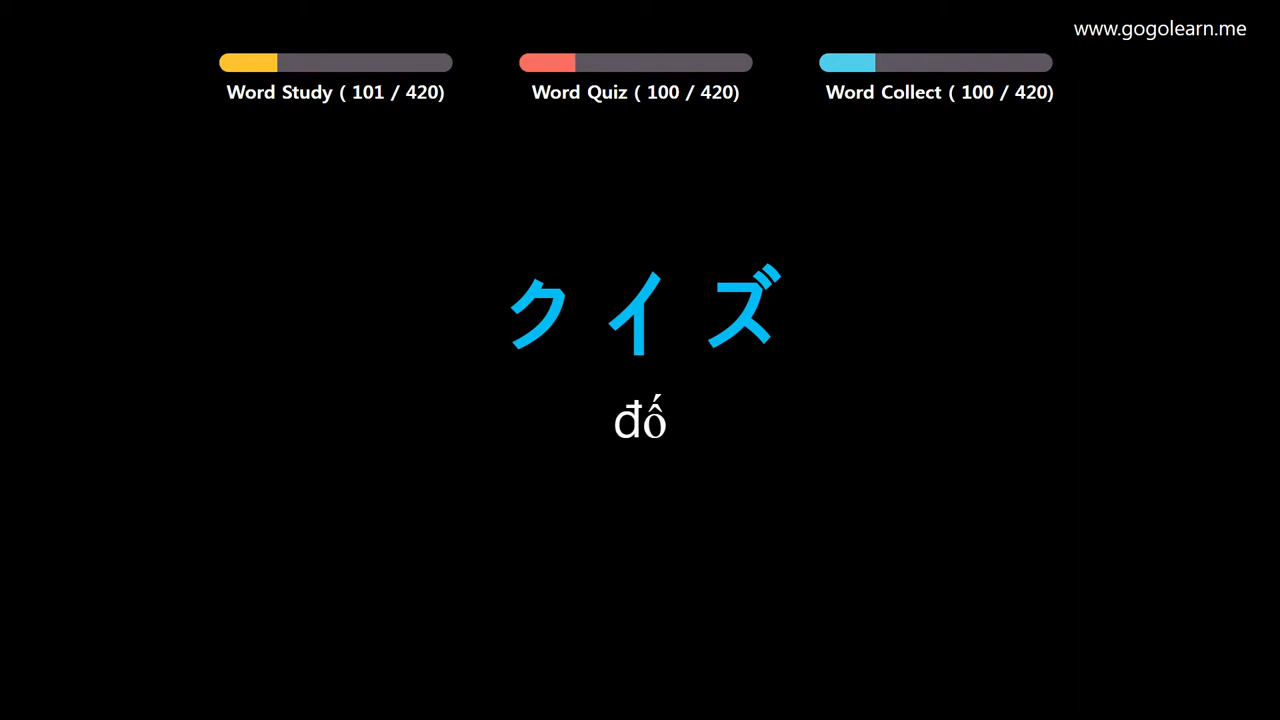 www.gogolearn.me
Word Study ( 101 / 420)
Word Quiz ( 100 / 420)
Word Collect ( 100 / 420)
クイズ
đố